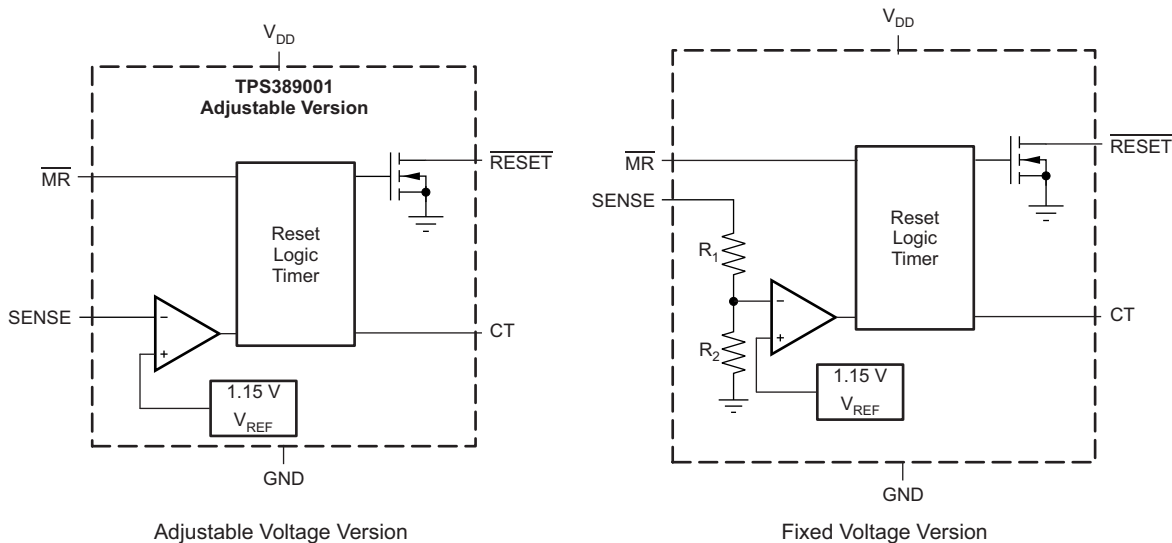 V_DD
TPS389001
Adjustable Version
MR
RESET
Reset
Logic
Timer
SENSE
−
+
CT
1.15 V
V_REF
GND
Adjustable Voltage Version
V_DD
MR
RESET
SENSE
R_1
Reset
Logic
Timer
−
+
R_2
CT
1.15 V
V_REF
GND
Fixed Voltage Version